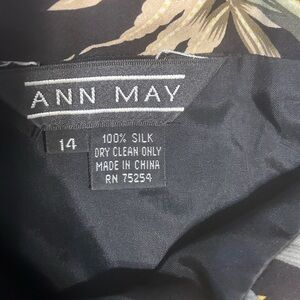 ANN MAY
14
100% SILK
DRY CLEAN ONLY
MADE IN CHINA
RN 75254